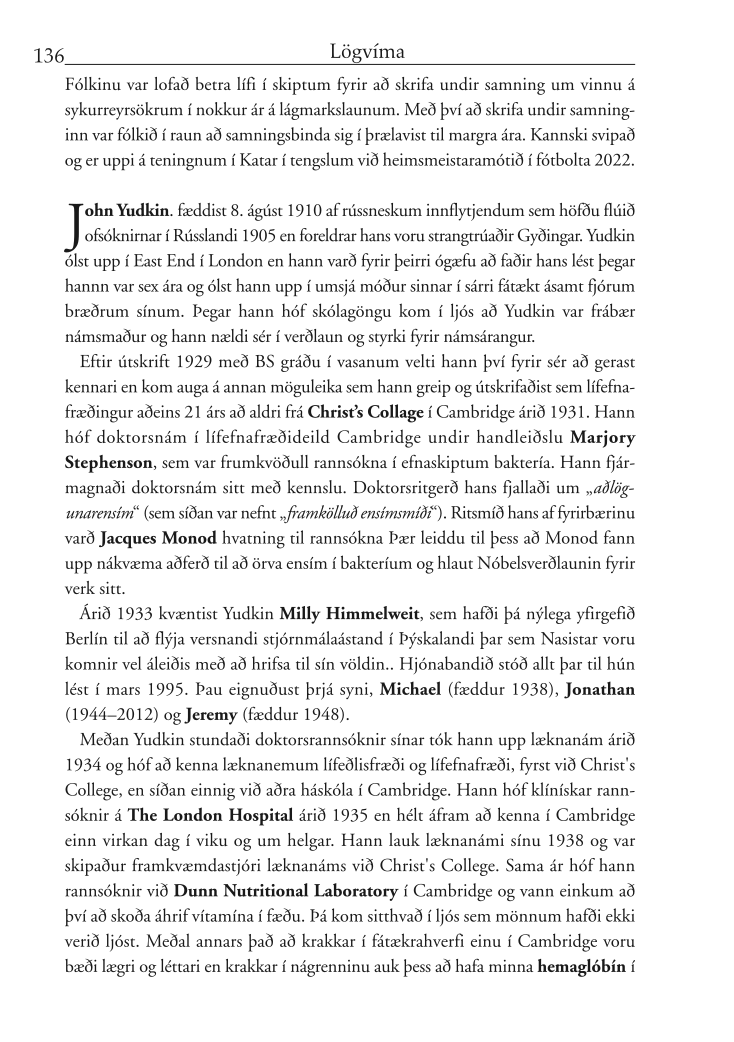 136
Lögvíma
Fólkinu var lofað betra lífi í skiptum fyrir að skrifa undir samning um vinnu á
sykurreyrsökrum í nokkur ár á lágmarkslaunum. Með því að skrifa undir samning-
inn var fólkið í raun að samningsbinda sig í þrælavist til margra ára. Kannski svipað
og er uppi á teningnum í Katar í tengslum við heimsmeistaramótið í fótbolta 2022.
John Yudkin. fæddist 8. ágúst 1910 af rússneskum innflytjendum sem höfðu flúið
ofsóknirnar í Rússlandi 1905 en foreldrar hans voru strangtrúaðir Gyðingar. Yudkin
ólst upp í East End í London en hann varð fyrir þeirri ógæfu að faðir hans lést þegar
hannn var sex ára og ólst hann upp í umsjá móður sinnar í sárri fátækt ásamt fjórum
bræðrum sínum. Þegar hann hóf skólagöngu kom í ljós að Yudkin var frábær
námsmaður og hann nældi sér í verðlaun og styrki fyrir námsárangur.
Eftir útskrift 1929 með BS gráðu í vasanum velti hann því fyrir sér að gerast
kennari en kom auga á annan möguleika sem hann greip og útskrifaðist sem lífefna-
fræðingur aðeins 21 árs að aldri frá Christ’s Collage í Cambridge árið 1931. Hann
hóf doktorsnám í lífefnafræðideild Cambridge undir handleiðslu Marjory
Stephenson, sem var frumkvöðull rannsókna í efnaskiptum baktería. Hann fjár-
magnaði doktorsnám sitt með kennslu. Doktorsritgerð hans fjallaði um „aðlög-
unarensím“ (sem síðan var nefnt „framkölluð ensímsmíði“). Ritsmíð hans af fyrirbærinu
varð Jacques Monod hvatning til rannsókna Þær leiddu til þess að Monod fann
upp nákvæma aðferð til að örva ensím í bakteríum og hlaut Nóbelsverðlaunin fyrir
verk sitt.
Árið 1933 kvæntist Yudkin Milly Himmelweit, sem hafði þá nýlega yfirgefið
Berlín til að flýja versnandi stjórnmálaástand í Þýskalandi þar sem Nasistar voru
komnir vel áleiðis með að hrifsa til sín völdin.. Hjónabandið stóð allt þar til hún
lést í mars 1995. Þau eignuðust þrjá syni, Michael (fæddur 1938), Jonathan
(1944–2012) og Jeremy (fæddur 1948).
Meðan Yudkin stundaði doktorsrannsóknir sínar tók hann upp læknanám árið
1934 og hóf að kenna læknanemum lífeðlisfræði og lífefnafræði, fyrst við Christ's
College, en síðan einnig við aðra háskóla í Cambridge. Hann hóf klínískar rann-
sóknir á The London Hospital árið 1935 en hélt áfram að kenna í Cambridge
einn virkan dag í viku og um helgar. Hann lauk læknanámi sínu 1938 og var
skipaður framkvæmdastjóri læknanáms við Christ's College. Sama ár hóf hann
rannsóknir við Dunn Nutritional Laboratory í Cambridge og vann einkum að
því að skoða áhrif vítamína í fæðu. Þá kom sitthvað í ljós sem mönnum hafði ekki
verið ljóst. Meðal annars það að krakkar í fátækrahverfi einu í Cambridge voru
bæði lægri og léttari en krakkar í nágrenninu auk þess að hafa minna hemaglóbín í